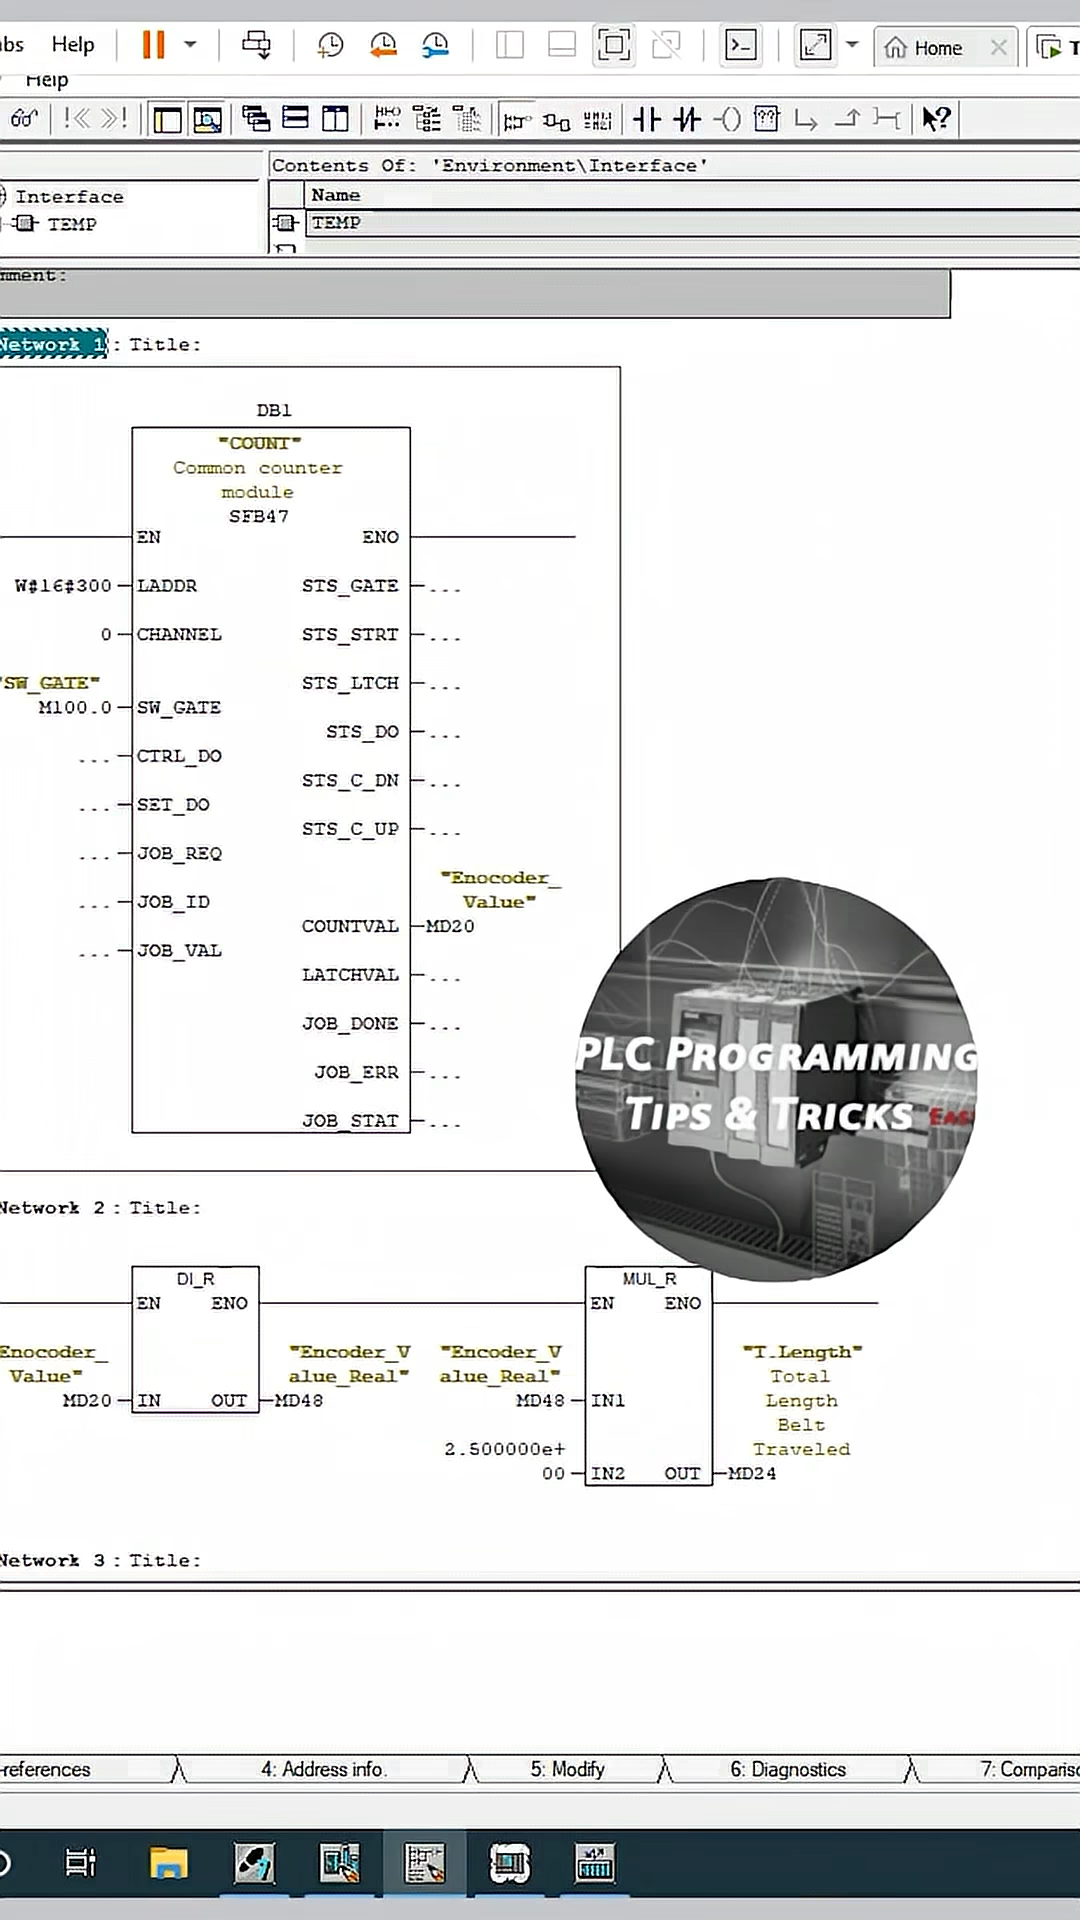 Help
Home
Help
Contents Of: 'Environment\Interface'
Interface
Name
TEMP
TEMP
Network 1: Title:
DB1
"COUNT"
Common counter
module
SFB47
EN ENO
W#16#300 LADDR STS_GATE ...
0 CHANNEL STS_STRT ...
"SW_GATE" STS_LTCH ...
M100.0 SW_GATE
STS_DO ...
... CTRL_DO
STS_C_DN ...
... SET_DO
STS_C_UP ...
... JOB_REQ
"Enocoder_
Value"
... JOB_ID
COUNTVAL MD20
... JOB_VAL
LATCHVAL ...
JOB_DONE ...
JOB_ERR ...
JOB_STAT ...
PLC PROGRAMMING
TIPS & TRICKS
Network 2: Title:
DI_R MUL_R
EN ENO EN ENO
Enocoder_ "Encoder_V "Encoder_V "T.Length"
Value" alue_Real" alue_Real" Total
MD20 IN OUT MD48 MD48 IN1 Length
Belt
2.500000e+ Traveled
00 IN2 OUT MD24
Network 3: Title:
-references 4: Address info. 5: Modify 6: Diagnostics 7: Comparis